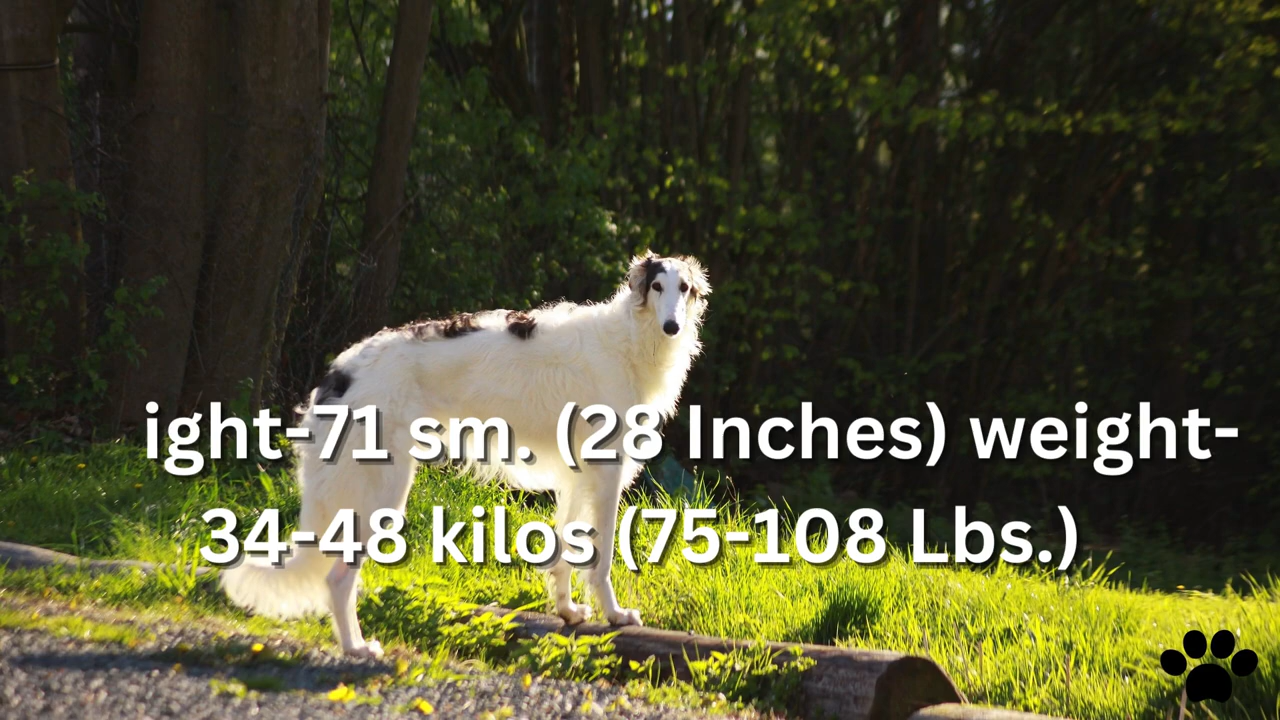 ight-71 sm. (28 Inches) weight-
34-48 kilos (75-108 Lbs.)